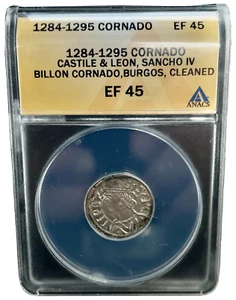 1284-1295 CORNADO EF 45
1284-1295 CORNADO
CASTILE & LEON, SANCHO IV
BILLON CORNADO,BURGOS, CLEANED
EF 45
ANACS